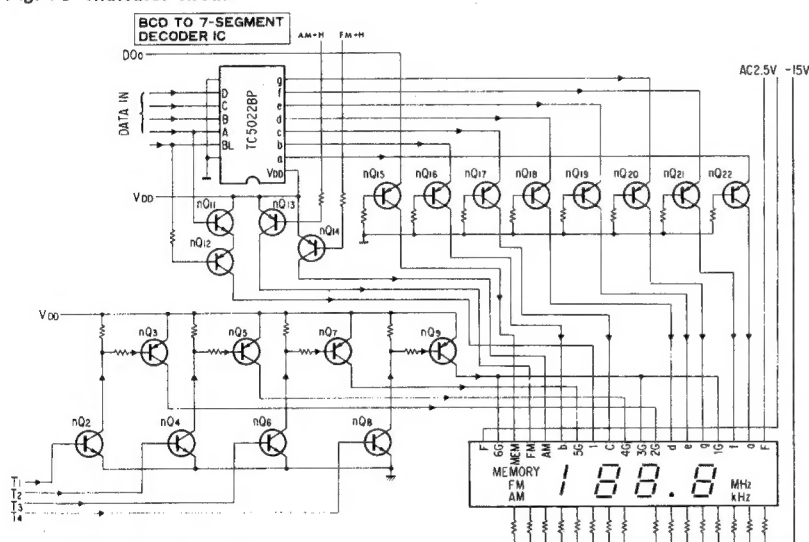 BCD TO 7-SEGMENT
DECODER IC
AM=H FM=H
DO0
AC2.5V -15V
DATA IN
D
C
B
A
BL
TC5022BP
g
f
e
d
c
b
a
VDD
VDD
nQ11
nQ12
nQ13
nQ14
nQ15
nQ16
nQ17
nQ18
nQ19
nQ20
nQ21
nQ22
VDD
nQ3
nQ5
nQ7
nQ9
nQ2
nQ4
nQ6
nQ8
T1
T2
T3
T4
F 6G MEM FM AM b 5G 1 C 4G 3G 2G d e g 1G f a F
MEMORY
FM
AM
188.8
MHz
kHz